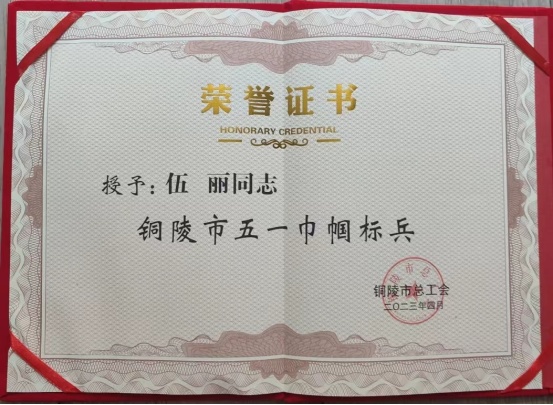 荣誉证书
HONORARY CREDENTIAL
授予：伍 丽同志
铜陵市五一巾帼标兵
铜陵市总工会
二〇二三年四月